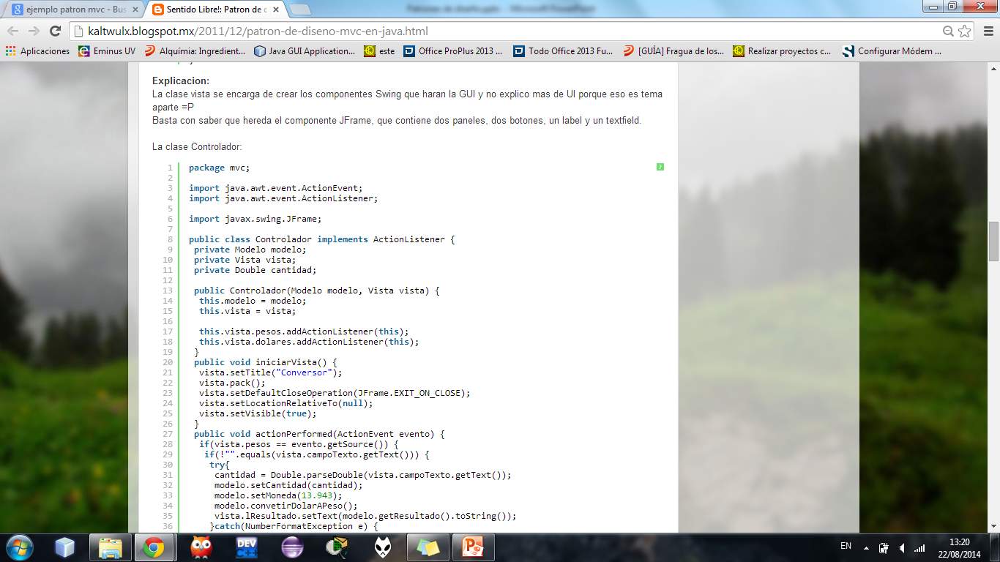 ejemplo patron mvc - Bus
Sentido Libre!: Patron de d
Patrones de diseño.pptx - Microsoft PowerPoint
kaltwulx.blogspot.mx/2011/12/patron-de-diseno-mvc-en-java.html
Aplicaciones
Eminus UV
Alquímia: Ingredient...
Java GUI Application...
este
Office ProPlus 2013 ...
Todo Office 2013 Fu...
[GUÍA] Fragua de los...
Realizar proyectos c...
Configurar Módem ...
Explicacion:
La clase vista se encarga de crear los componentes Swing que haran la GUI y no explico mas de UI porque eso es tema
aparte =P
Basta con saber que hereda el componente JFrame, que contiene dos paneles, dos botones, un label y un textfield.
La clase Controlador:
?
1 package mvc;
2
3 import java.awt.event.ActionEvent;
4 import java.awt.event.ActionListener;
5
6 import javax.swing.JFrame;
7
8 public class Controlador implements ActionListener {
9 private Modelo modelo;
10 private Vista vista;
11 private Double cantidad;
12
13 public Controlador(Modelo modelo, Vista vista) {
14 this.modelo = modelo;
15 this.vista = vista;
16
17 this.vista.pesos.addActionListener(this);
18 this.vista.dolares.addActionListener(this);
19 }
20 public void iniciarVista() {
21 vista.setTitle("Conversor");
22 vista.pack();
23 vista.setDefaultCloseOperation(JFrame.EXIT_ON_CLOSE);
24 vista.setLocationRelativeTo(null);
25 vista.setVisible(true);
26 }
27 public void actionPerformed(ActionEvent evento) {
28 if(vista.pesos == evento.getSource()) {
29 if(!"".equals(vista.campoTexto.getText())) {
30 try{
31 cantidad = Double.parseDouble(vista.campoTexto.getText());
32 modelo.setCantidad(cantidad);
33 modelo.setMoneda(13.943);
34 modelo.convetirDolarAPeso();
35 vista.lResultado.setText(modelo.getResultado().toString());
36 }catch(NumberFormatException e) {
DEV
C++
EN
13:20
22/08/2014